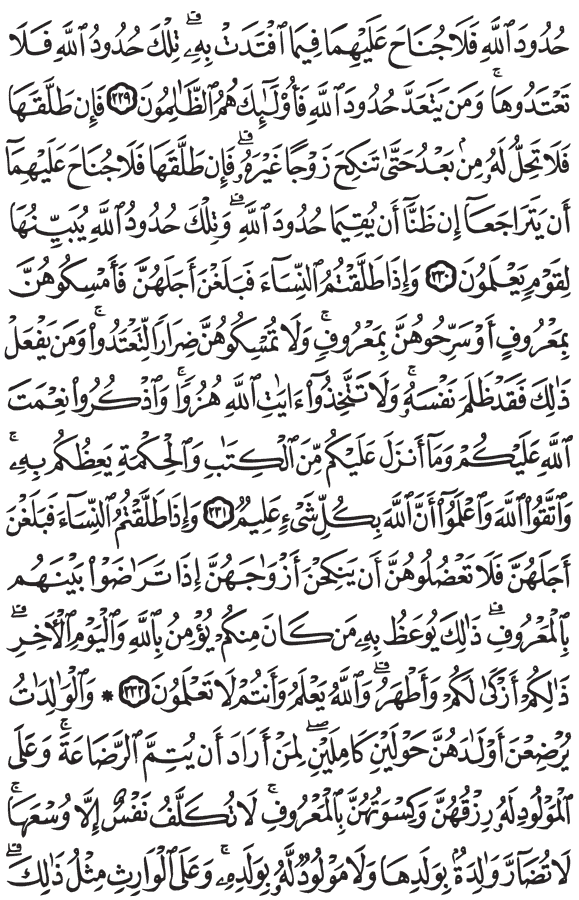 حُدُودَ ٱللَّهِ فَلَا جُنَاحَ عَلَيْهِمَا فِيمَا ٱفْتَدَتْ بِهِۦۗ تِلْكَ حُدُودُ ٱللَّهِ فَلَا
تَعْتَدُوهَاۚ وَمَن يَتَعَدَّ حُدُودَ ٱللَّهِ فَأُو۟لَـٰٓئِكَ هُمُ ٱلظَّـٰلِمُونَ ٢٢٩ فَإِن طَلَّقَهَا
فَلَا تَحِلُّ لَهُۥ مِنۢ بَعْدُ حَتَّىٰ تَنكِحَ زَوْجًا غَيْرَهُۥۗ فَإِن طَلَّقَهَا فَلَا جُنَاحَ عَلَيْهِمَآ
أَن يَتَرَاجَعَآ إِن ظَنَّآ أَن يُقِيمَا حُدُودَ ٱللَّهِۗ وَتِلْكَ حُدُودُ ٱللَّهِ يُبَيِّنُهَا
لِقَوْمٍ يَعْلَمُونَ ٢٣٠ وَإِذَا طَلَّقْتُمُ ٱلنِّسَآءَ فَبَلَغْنَ أَجَلَهُنَّ فَأَمْسِكُوهُنَّ
بِمَعْرُوفٍ أَوْ سَرِّحُوهُنَّ بِمَعْرُوفٍۚ وَلَا تُمْسِكُوهُنَّ ضِرَارًا لِّتَعْتَدُوا۟ۚ وَمَن يَفْعَلْ
ذَٰلِكَ فَقَدْ ظَلَمَ نَفْسَهُۥۚ وَلَا تَتَّخِذُوٓا۟ ءَايَـٰتِ ٱللَّهِ هُزُوًاۚ وَٱذْكُرُوا۟ نِعْمَتَ
ٱللَّهِ عَلَيْكُمْ وَمَآ أَنزَلَ عَلَيْكُم مِّنَ ٱلْكِتَـٰبِ وَٱلْحِكْمَةِ يَعِظُكُم بِهِۦۚ
وَٱتَّقُوا۟ ٱللَّهَ وَٱعْلَمُوٓا۟ أَنَّ ٱللَّهَ بِكُلِّ شَىْءٍ عَلِيمٌ ٢٣١ وَإِذَا طَلَّقْتُمُ ٱلنِّسَآءَ فَبَلَغْنَ
أَجَلَهُنَّ فَلَا تَعْضُلُوهُنَّ أَن يَنكِحْنَ أَزْوَٰجَهُنَّ إِذَا تَرَٰضَوْا۟ بَيْنَهُم
بِٱلْمَعْرُوفِۗ ذَٰلِكَ يُوعَظُ بِهِۦ مَن كَانَ مِنكُمْ يُؤْمِنُ بِٱللَّهِ وَٱلْيَوْمِ ٱلْـَٔاخِرِۗ
ذَٰلِكُمْ أَزْكَىٰ لَكُمْ وَأَطْهَرُۗ وَٱللَّهُ يَعْلَمُ وَأَنتُمْ لَا تَعْلَمُونَ ٢٣٢ * وَٱلْوَٰلِدَٰتُ
يُرْضِعْنَ أَوْلَـٰدَهُنَّ حَوْلَيْنِ كَامِلَيْنِۖ لِمَنْ أَرَادَ أَن يُتِمَّ ٱلرَّضَاعَةَۚ وَعَلَى
ٱلْمَوْلُودِ لَهُۥ رِزْقُهُنَّ وَكِسْوَتُهُنَّ بِٱلْمَعْرُوفِۚ لَا تُكَلَّفُ نَفْسٌ إِلَّا وُسْعَهَاۚ
لَا تُضَآرَّ وَٰلِدَةٌۢ بِوَلَدِهَا وَلَا مَوْلُودٌ لَّهُۥ بِوَلَدِهِۦۚ وَعَلَى ٱلْوَارِثِ مِثْلُ ذَٰلِكَۗ